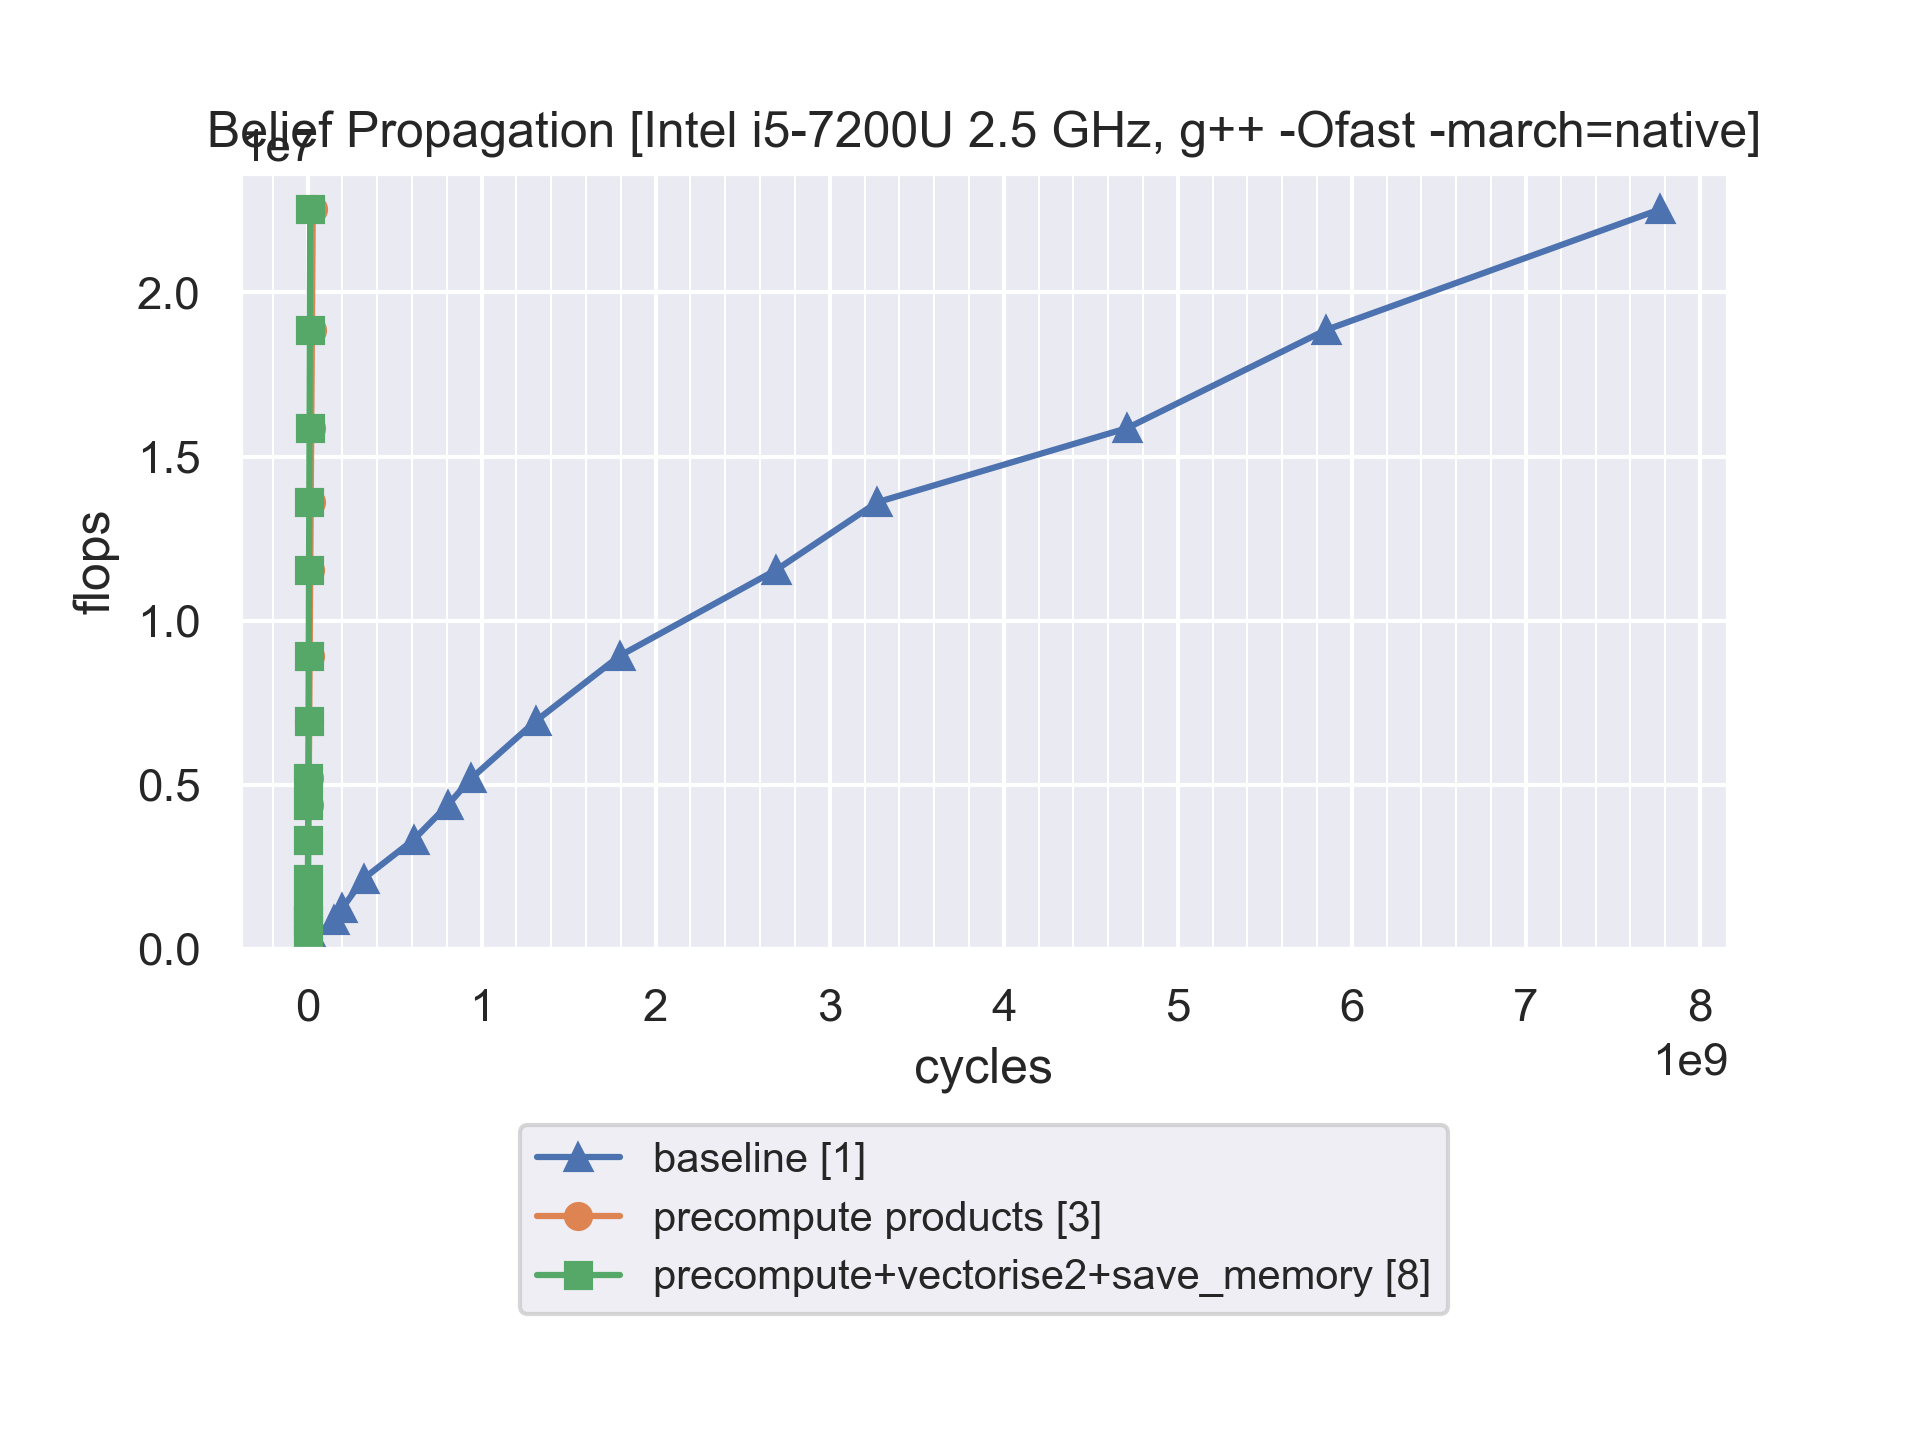 Belief Propagation [Intel i5-7200U 2.5 GHz, g++ -Ofast -march=native]
1e7
2.0
1.5
1.0
0.5
0.0
flops
0 1 2 3 4 5 6 7 8
1e9
cycles
baseline [1]
precompute products [3]
precompute+vectorise2+save_memory [8]